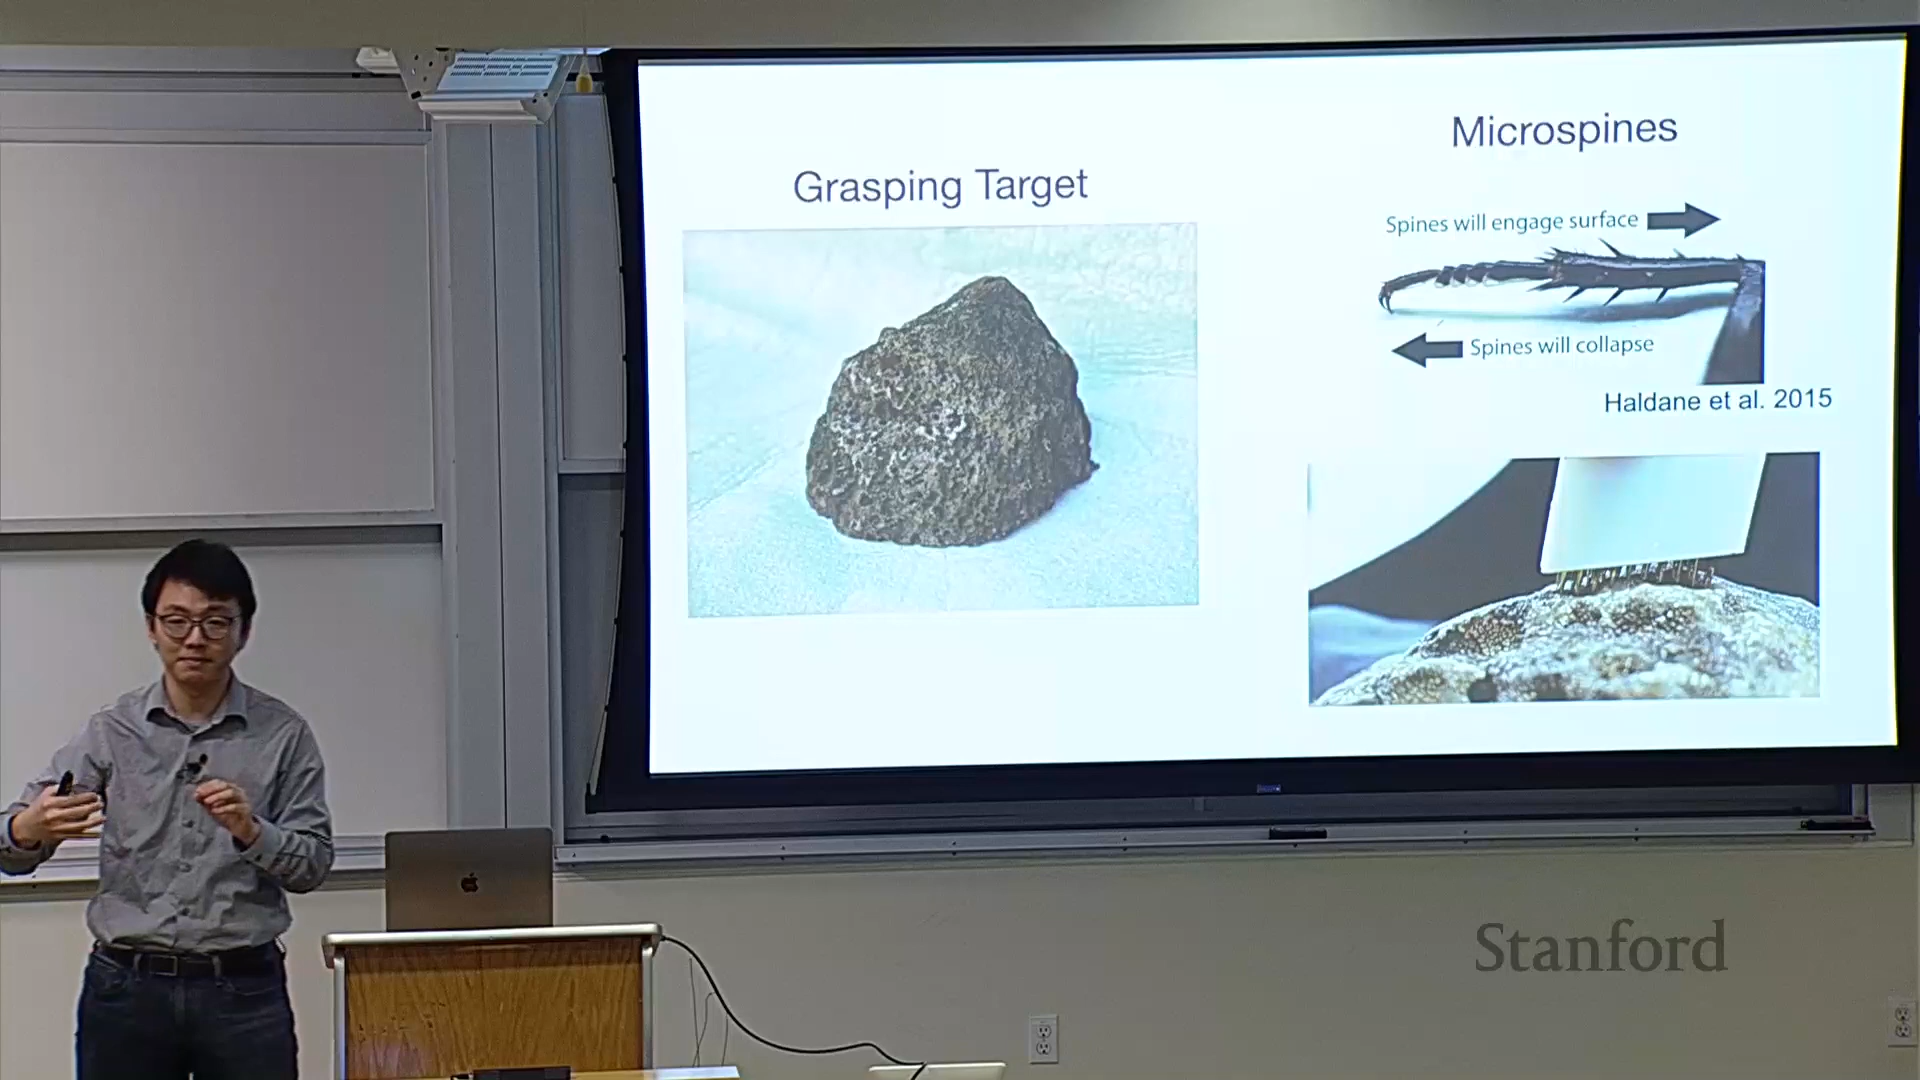 Grasping Target
Microspines
Spines will engage surface
Spines will collapse
Haldane et al. 2015
Stanford